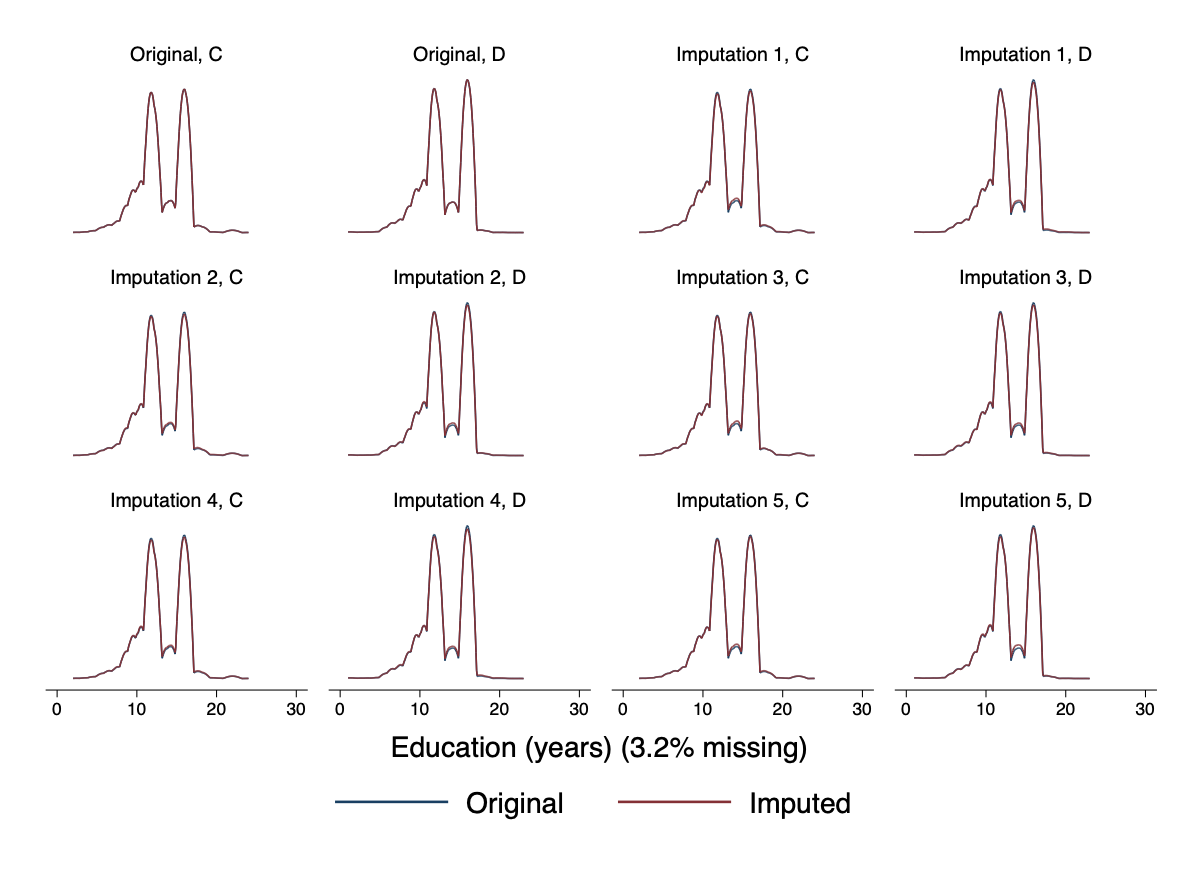 Original, C
Original, D
Imputation 1, C
Imputation 1, D
Imputation 2, C
Imputation 2, D
Imputation 3, C
Imputation 3, D
Imputation 4, C
Imputation 4, D
Imputation 5, C
Imputation 5, D
0 10 20 30 0 10 20 30 0 10 20 30 0 10 20 30
Education (years) (3.2% missing)
Original Imputed